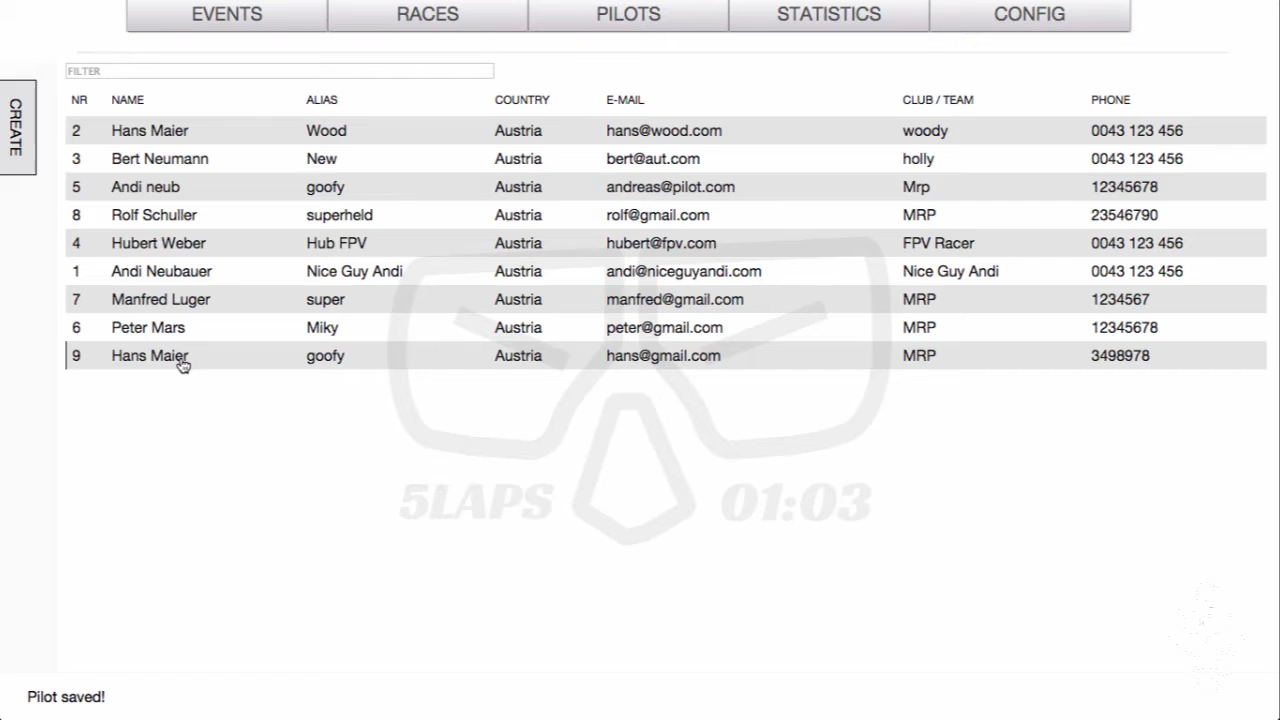 EVENTS RACES PILOTS STATISTICS CONFIG
FILTER
CREATE
NR NAME ALIAS COUNTRY E-MAIL CLUB / TEAM PHONE
2 Hans Maier Wood Austria hans@wood.com woody 0043 123 456
3 Bert Neumann New Austria bert@aut.com holly 0043 123 456
5 Andi neub goofy Austria andreas@pilot.com Mrp 12345678
8 Rolf Schuller superheld Austria rolf@gmail.com MRP 23546790
4 Hubert Weber Hub FPV Austria hubert@fpv.com FPV Racer 0043 123 456
1 Andi Neubauer Nice Guy Andi Austria andi@niceguyandi.com Nice Guy Andi 0043 123 456
7 Manfred Luger super Austria manfred@gmail.com MRP 1234567
6 Peter Mars Miky Austria peter@gmail.com MRP 12345678
9 Hans Maier goofy Austria hans@gmail.com MRP 3498978
5LAPS 01:03
Pilot saved!